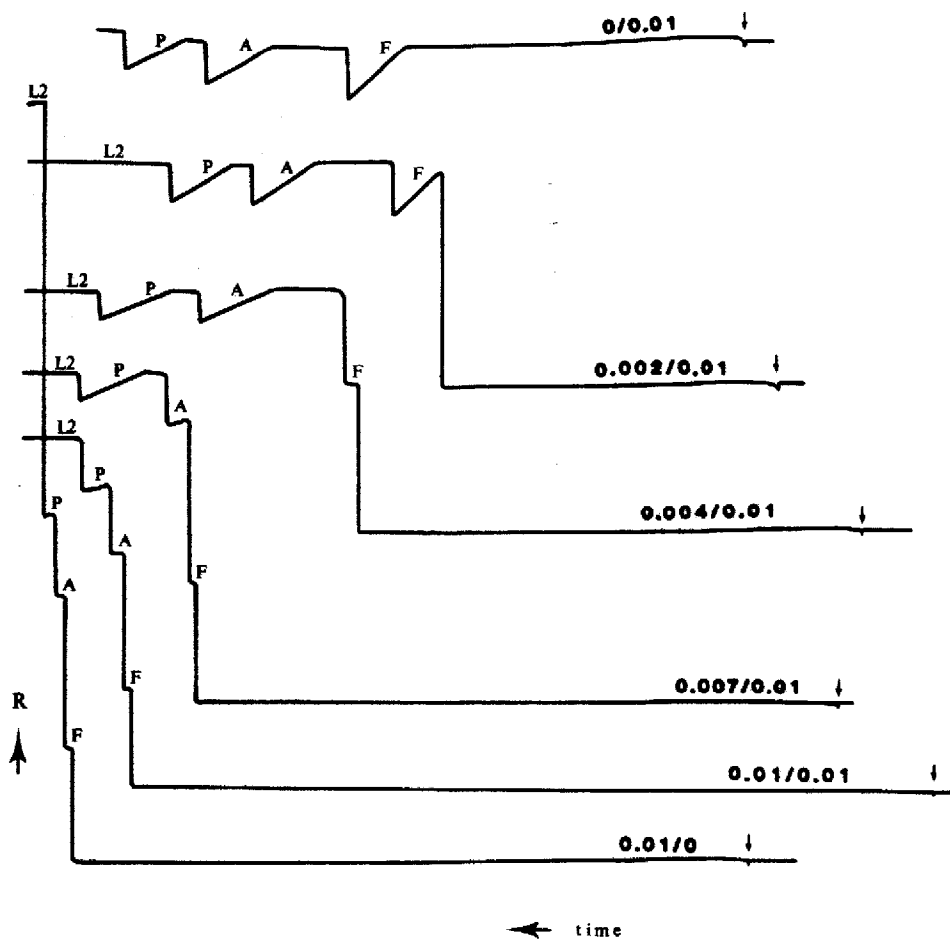 0/0.01
P A F
L2
L2 P A F
L2 P A
0.002/0.01
F
L2 P
A
0.004/0.01
L2
P
P
A
F
A
0.007/0.01
F
R
F
0.01/0.01
0.01/0
time